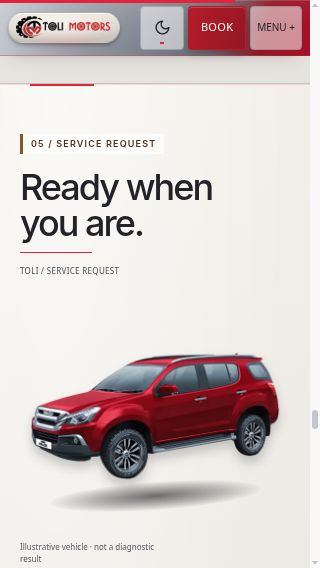 TOLI MOTORS
BOOK
MENU +
05 / SERVICE REQUEST
Ready when
you are.
TOLI / SERVICE REQUEST
Illustrative vehicle · not a diagnostic
result